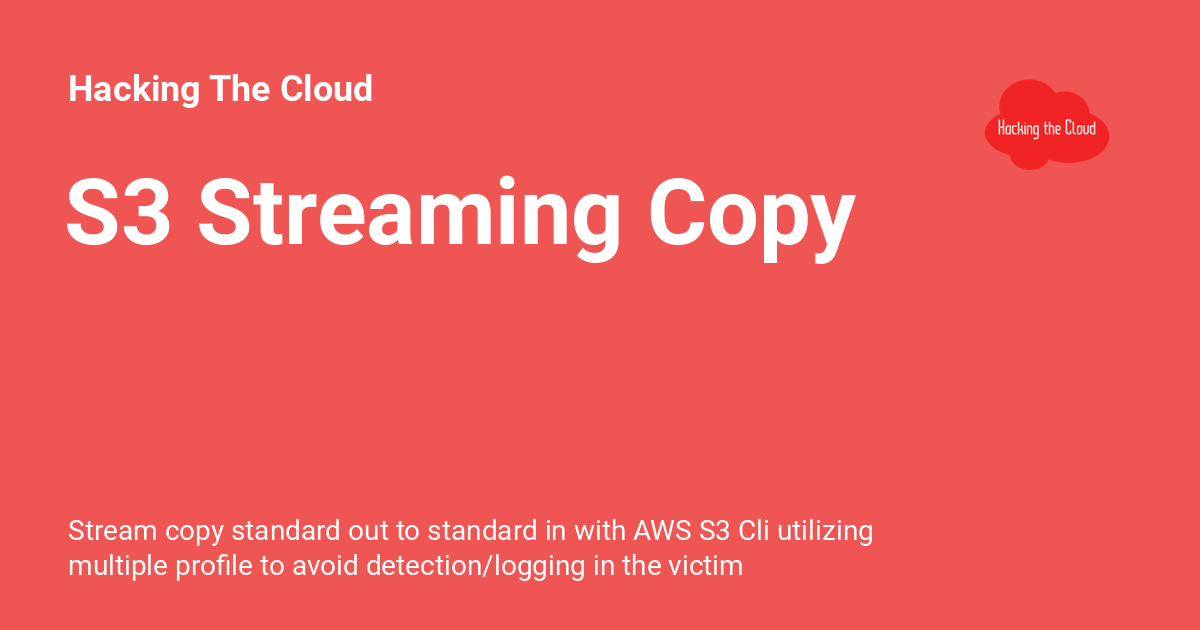 Hacking The Cloud
Hacking the Cloud
S3 Streaming Copy
Stream copy standard out to standard in with AWS S3 Cli utilizing
multiple profile to avoid detection/logging in the victim